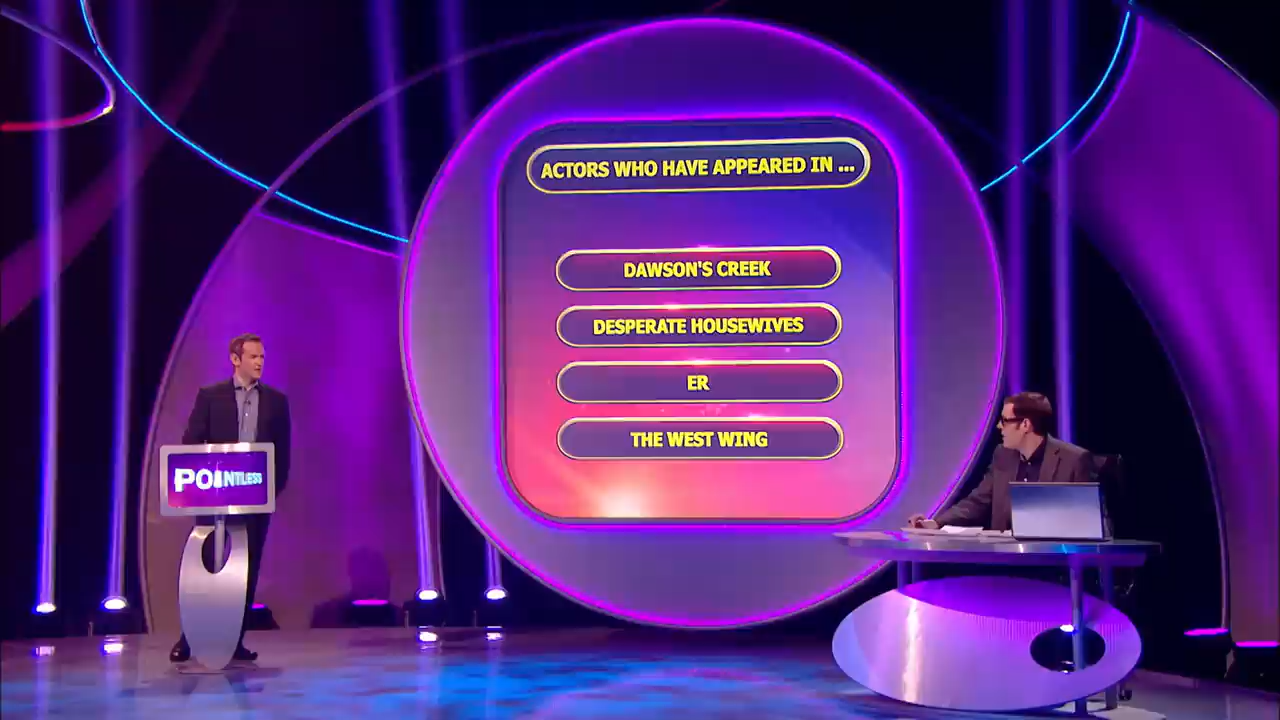 ACTORS WHO HAVE APPEARED IN ...
DAWSON'S CREEK
DESPERATE HOUSEWIVES
ER
THE WEST WING
POINTLESS